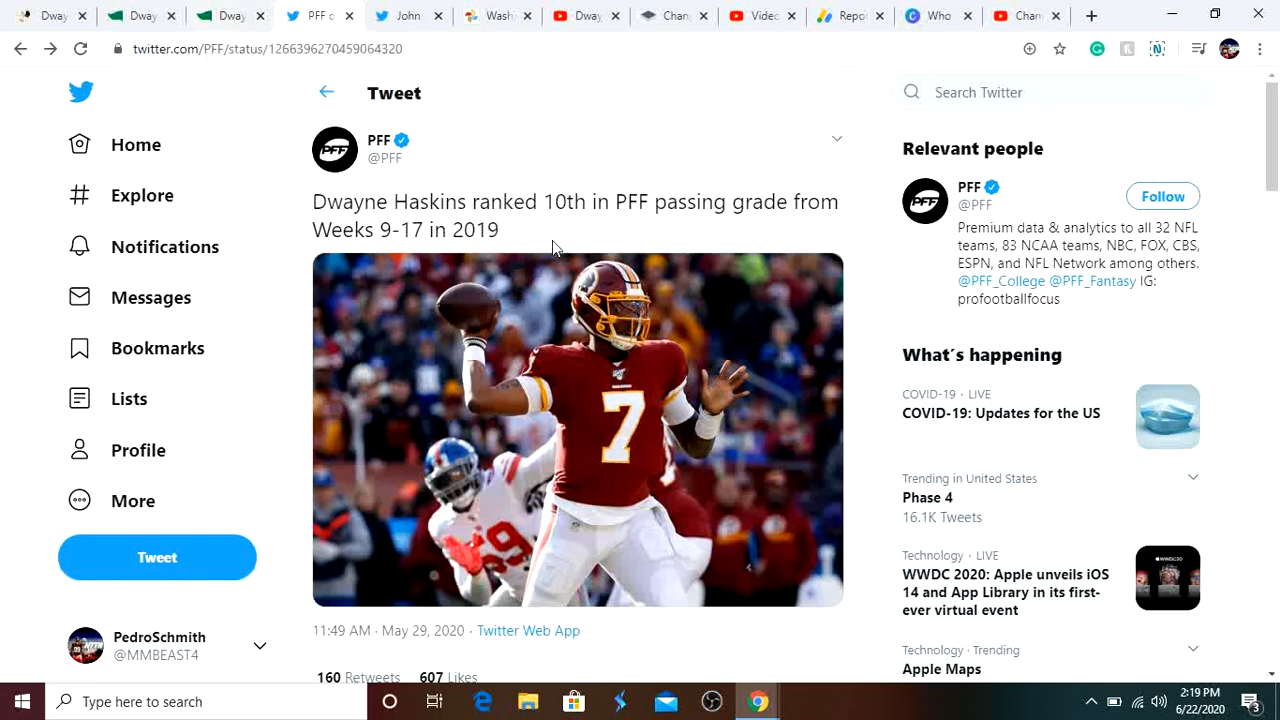 Dway
Dway
Dway
PFF o
John
Wash
Dway
Chan
Video
Repo
Who
Chan
twitter.com/PFF/status/1266396270459064320
Home
Explore
Notifications
Messages
Bookmarks
Lists
Profile
More
Tweet
PedroSchmith
@MMBEAST4
Tweet
PFF
@PFF
Dwayne Haskins ranked 10th in PFF passing grade from
Weeks 9-17 in 2019
7
11:49 AM · May 29, 2020 · Twitter Web App
160 Retweets 607 Likes
Search Twitter
Relevant people
PFF
@PFF
Follow
Premium data & analytics to all 32 NFL
teams, 83 NCAA teams, NBC, FOX, CBS,
ESPN, and NFL Network among others.
@PFF_College @PFF_Fantasy IG:
profootballfocus
What's happening
COVID-19 · LIVE
COVID-19: Updates for the US
Trending in United States
Phase 4
16.1K Tweets
Technology · LIVE
WWDC 2020: Apple unveils iOS
14 and App Library in its first-
ever virtual event
Technology · Trending
Apple Maps
Type here to search
2:19 PM
6/22/2020
3